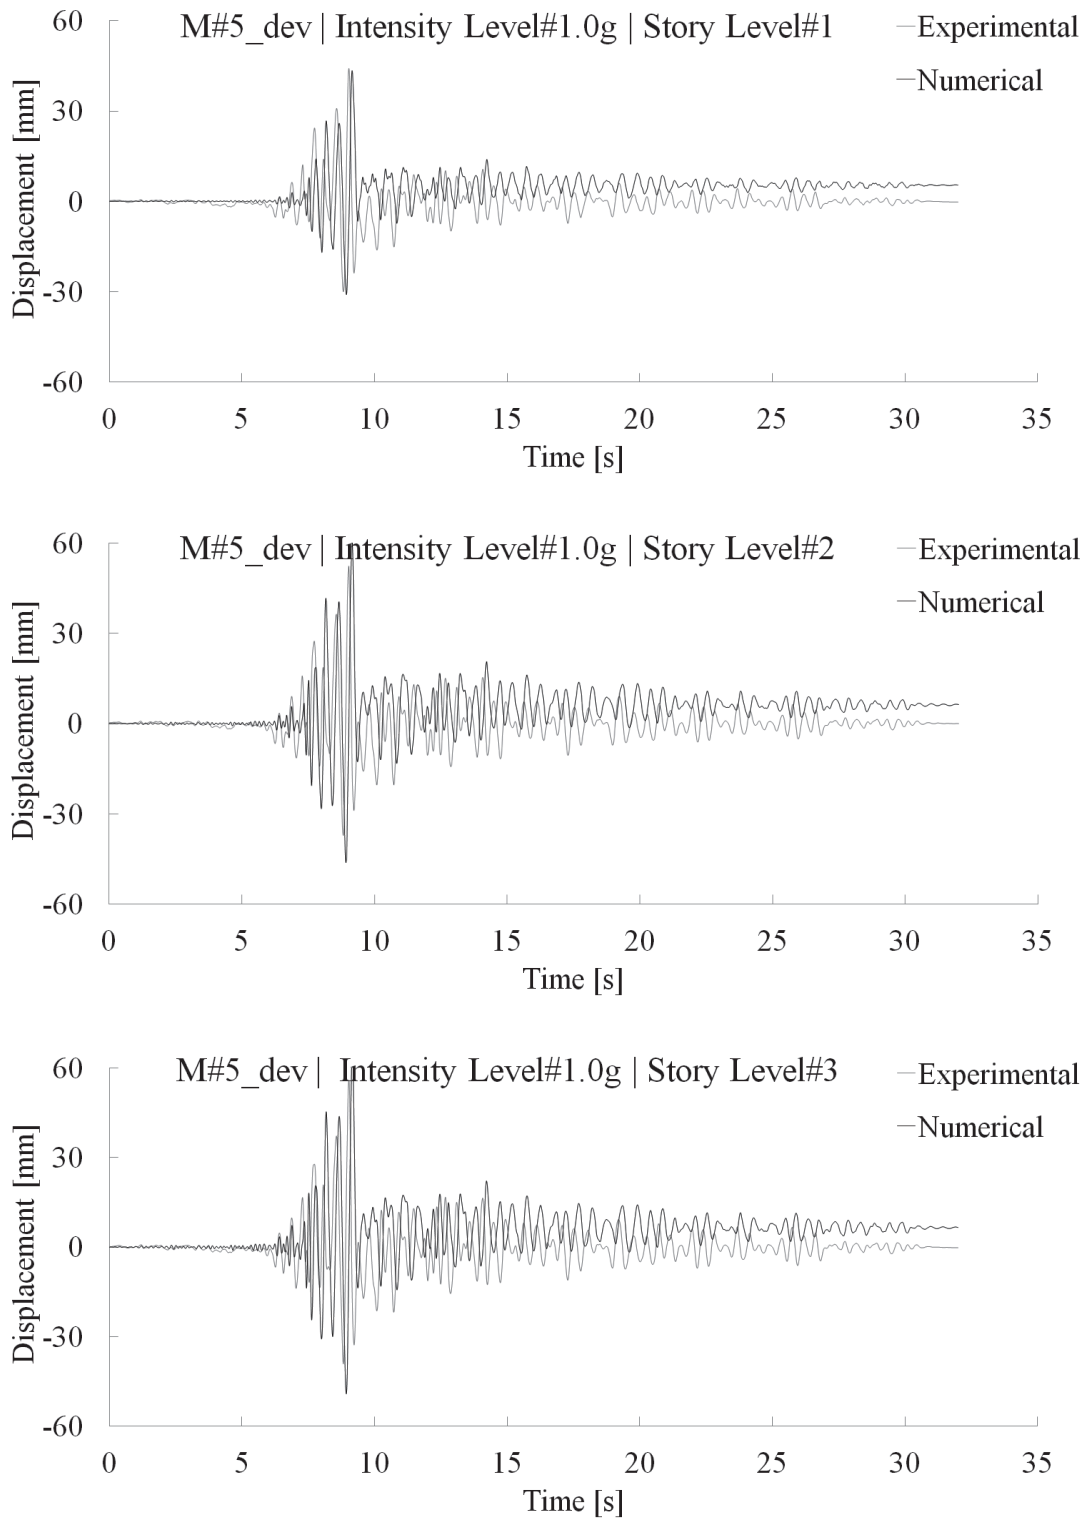 M#5_dev | Intensity Level#1.0g | Story Level#1
Experimental
Numerical
Displacement [mm]
60
30
0
-30
-60
0 5 10 15 20 25 30 35
Time [s]
M#5_dev | Intensity Level#1.0g | Story Level#2
Experimental
Numerical
Displacement [mm]
60
30
0
-30
-60
0 5 10 15 20 25 30 35
Time [s]
M#5_dev | Intensity Level#1.0g | Story Level#3
Experimental
Numerical
Displacement [mm]
60
30
0
-30
-60
0 5 10 15 20 25 30 35
Time [s]